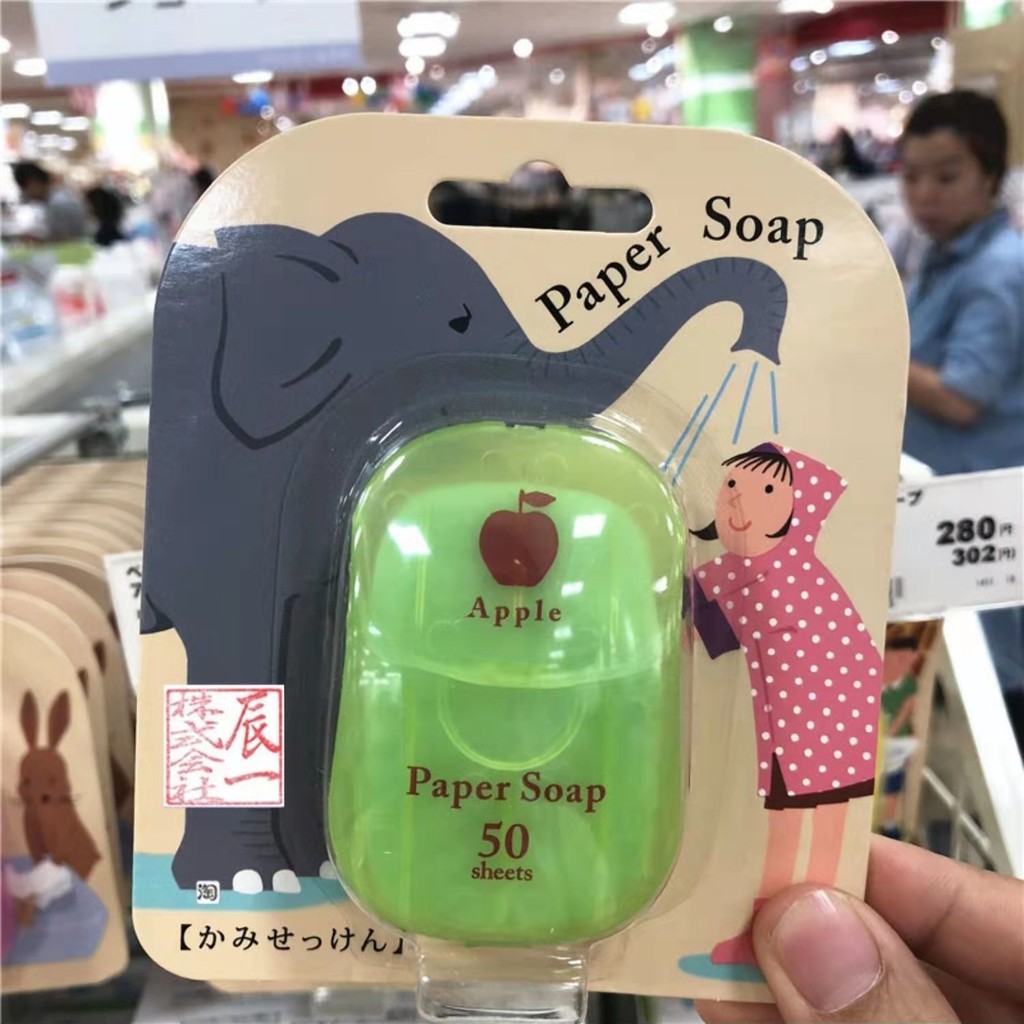 Paper Soap
Apple
Paper Soap
50
sheets
辰一
株式会社
淘
【かみせっけん】
280円
302円